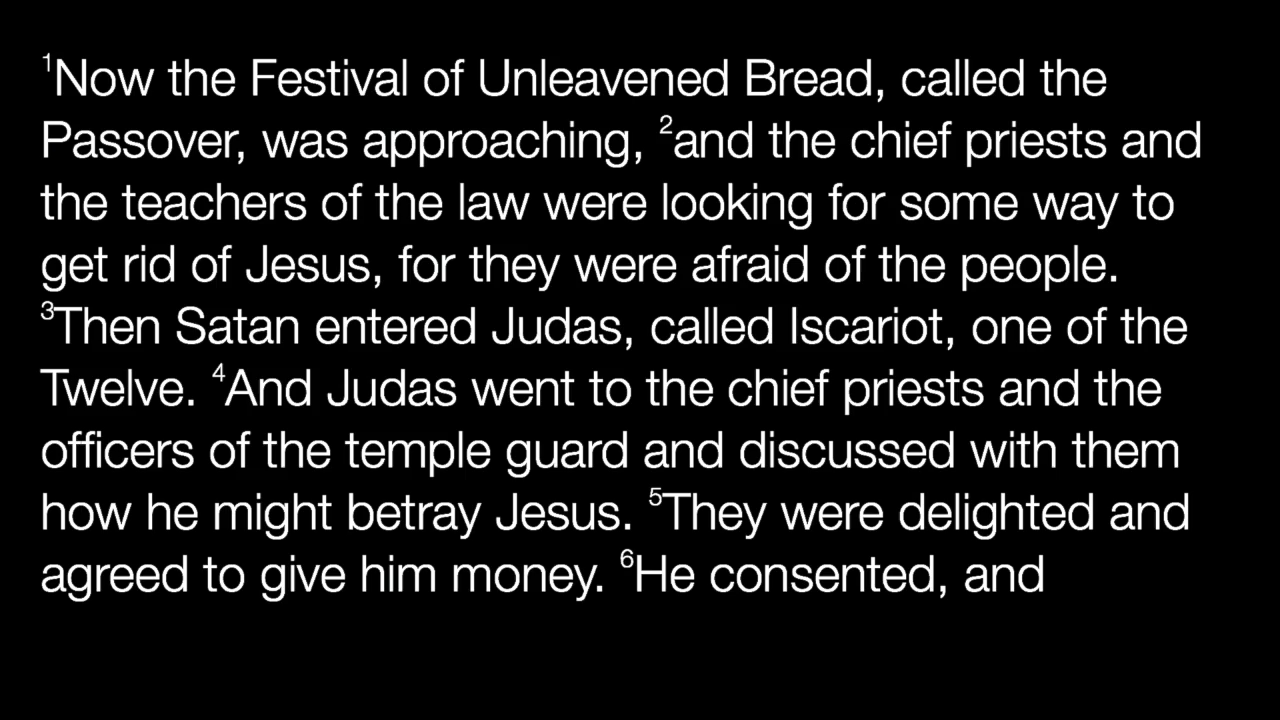 ¹Now the Festival of Unleavened Bread, called the
Passover, was approaching, ²and the chief priests and
the teachers of the law were looking for some way to
get rid of Jesus, for they were afraid of the people.
³Then Satan entered Judas, called Iscariot, one of the
Twelve. ⁴And Judas went to the chief priests and the
officers of the temple guard and discussed with them
how he might betray Jesus. ⁵They were delighted and
agreed to give him money. ⁶He consented, and